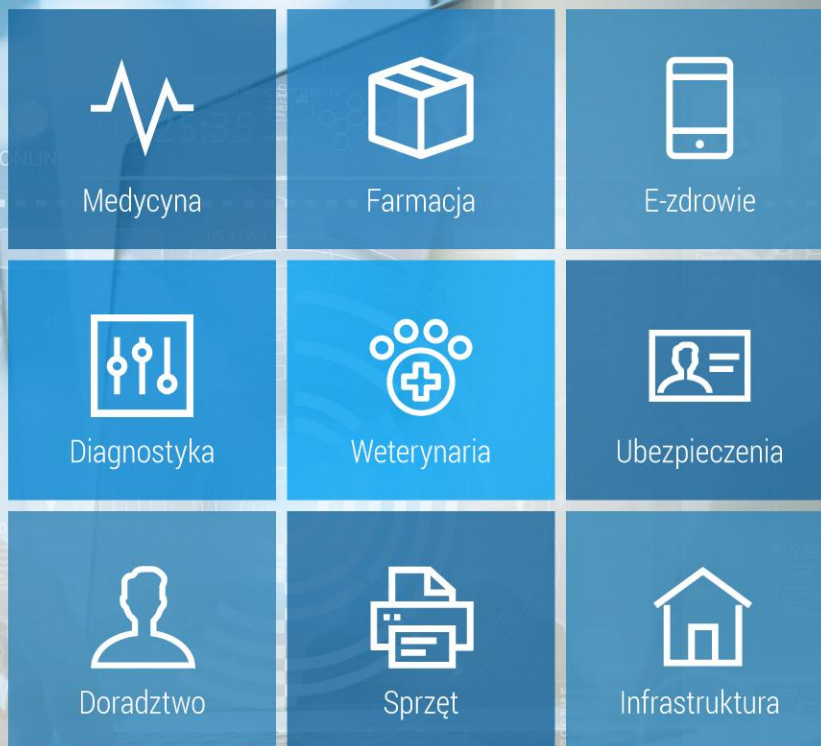 Medycyna
Farmacja
E-zdrowie
Diagnostyka
Weterynaria
Ubezpieczenia
Doradztwo
Sprzęt
Infrastruktura